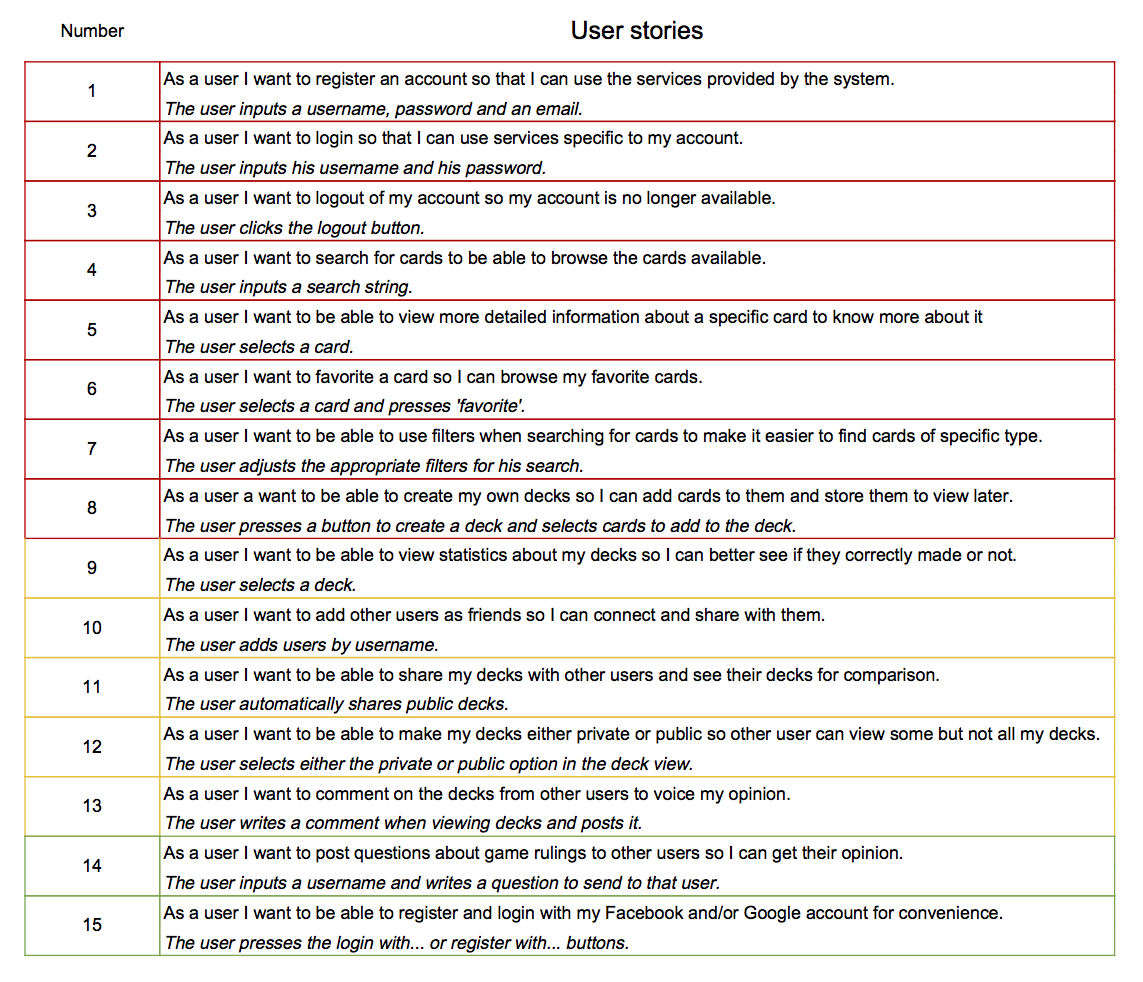 Number User stories
1
As a user I want to register an account so that I can use the services provided by the system.
The user inputs a username, password and an email.
2
As a user I want to login so that I can use services specific to my account.
The user inputs his username and his password.
3
As a user I want to logout of my account so my account is no longer available.
The user clicks the logout button.
4
As a user I want to search for cards to be able to browse the cards available.
The user inputs a search string.
5
As a user I want to be able to view more detailed information about a specific card to know more about it
The user selects a card.
6
As a user I want to favorite a card so I can browse my favorite cards.
The user selects a card and presses 'favorite'.
7
As a user I want to be able to use filters when searching for cards to make it easier to find cards of specific type.
The user adjusts the appropriate filters for his search.
8
As a user a want to be able to create my own decks so I can add cards to them and store them to view later.
The user presses a button to create a deck and selects cards to add to the deck.
9
As a user I want to be able to view statistics about my decks so I can better see if they correctly made or not.
The user selects a deck.
10
As a user I want to add other users as friends so I can connect and share with them.
The user adds users by username.
11
As a user I want to be able to share my decks with other users and see their decks for comparison.
The user automatically shares public decks.
12
As a user I want to be able to make my decks either private or public so other user can view some but not all my decks.
The user selects either the private or public option in the deck view.
13
As a user I want to comment on the decks from other users to voice my opinion.
The user writes a comment when viewing decks and posts it.
14
As a user I want to post questions about game rulings to other users so I can get their opinion.
The user inputs a username and writes a question to send to that user.
15
As a user I want to be able to register and login with my Facebook and/or Google account for convenience.
The user presses the login with... or register with... buttons.